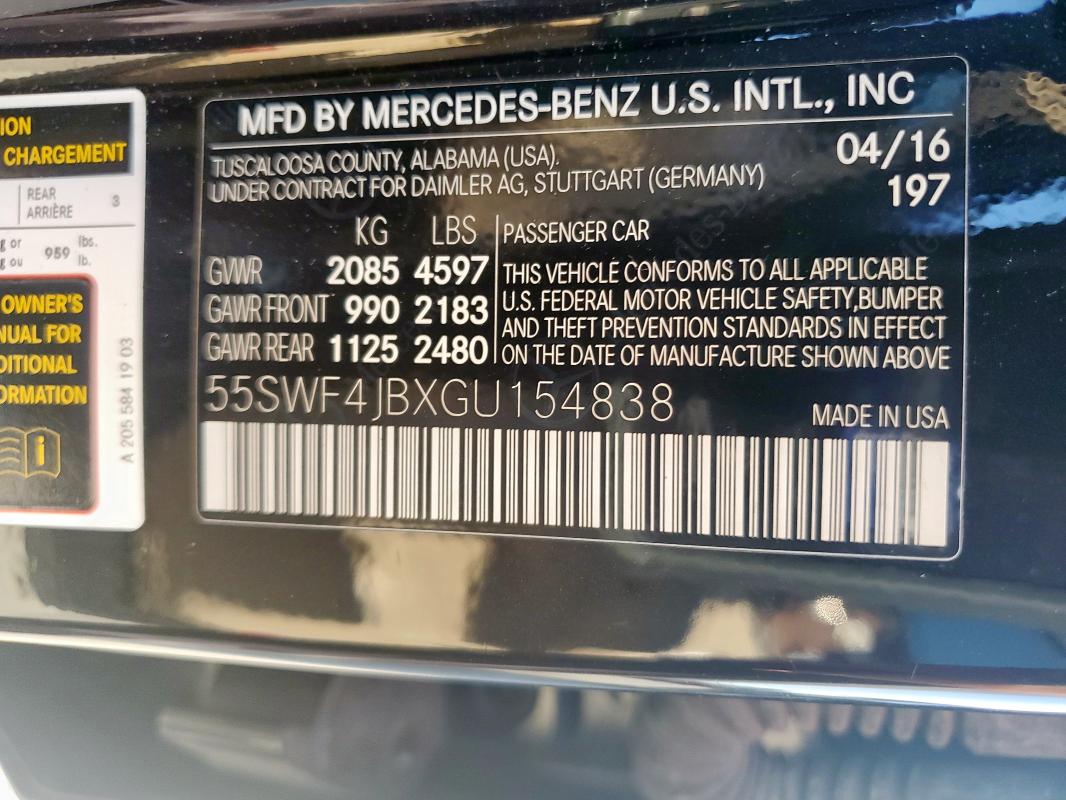 ION
CHARGEMENT
REAR
ARRIÈRE 3
g or
g ou 959 lbs.
lb.
OWNER'S
NUAL FOR
DITIONAL
ORMATION
i
A 205 584 19 03
MFD BY MERCEDES-BENZ U.S. INTL., INC
TUSCALOOSA COUNTY, ALABAMA (USA).
UNDER CONTRACT FOR DAIMLER AG, STUTTGART (GERMANY)
04/16
197
KG LBS
GVWR 2085 4597
GAWR FRONT 990 2183
GAWR REAR 1125 2480
PASSENGER CAR
THIS VEHICLE CONFORMS TO ALL APPLICABLE
U.S. FEDERAL MOTOR VEHICLE SAFETY,BUMPER
AND THEFT PREVENTION STANDARDS IN EFFECT
ON THE DATE OF MANUFACTURE SHOWN ABOVE
55SWF4JBXGU154838
MADE IN USA